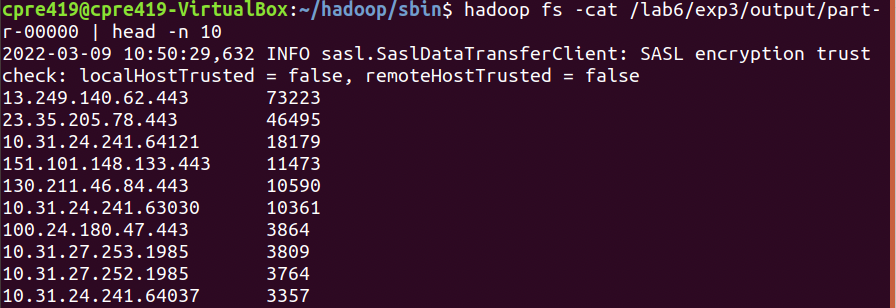 cpre419@cpre419-VirtualBox:~/hadoop/sbin$ hadoop fs -cat /lab6/exp3/output/part-
r-00000 | head -n 10
2022-03-09 10:50:29,632 INFO sasl.SaslDataTransferClient: SASL encryption trust
check: localHostTrusted = false, remoteHostTrusted = false
13.249.140.62.443 73223
23.35.205.78.443 46495
10.31.24.241.64121 18179
151.101.148.133.443 11473
130.211.46.84.443 10590
10.31.24.241.63030 10361
100.24.180.47.443 3864
10.31.27.253.1985 3809
10.31.27.252.1985 3764
10.31.24.241.64037 3357